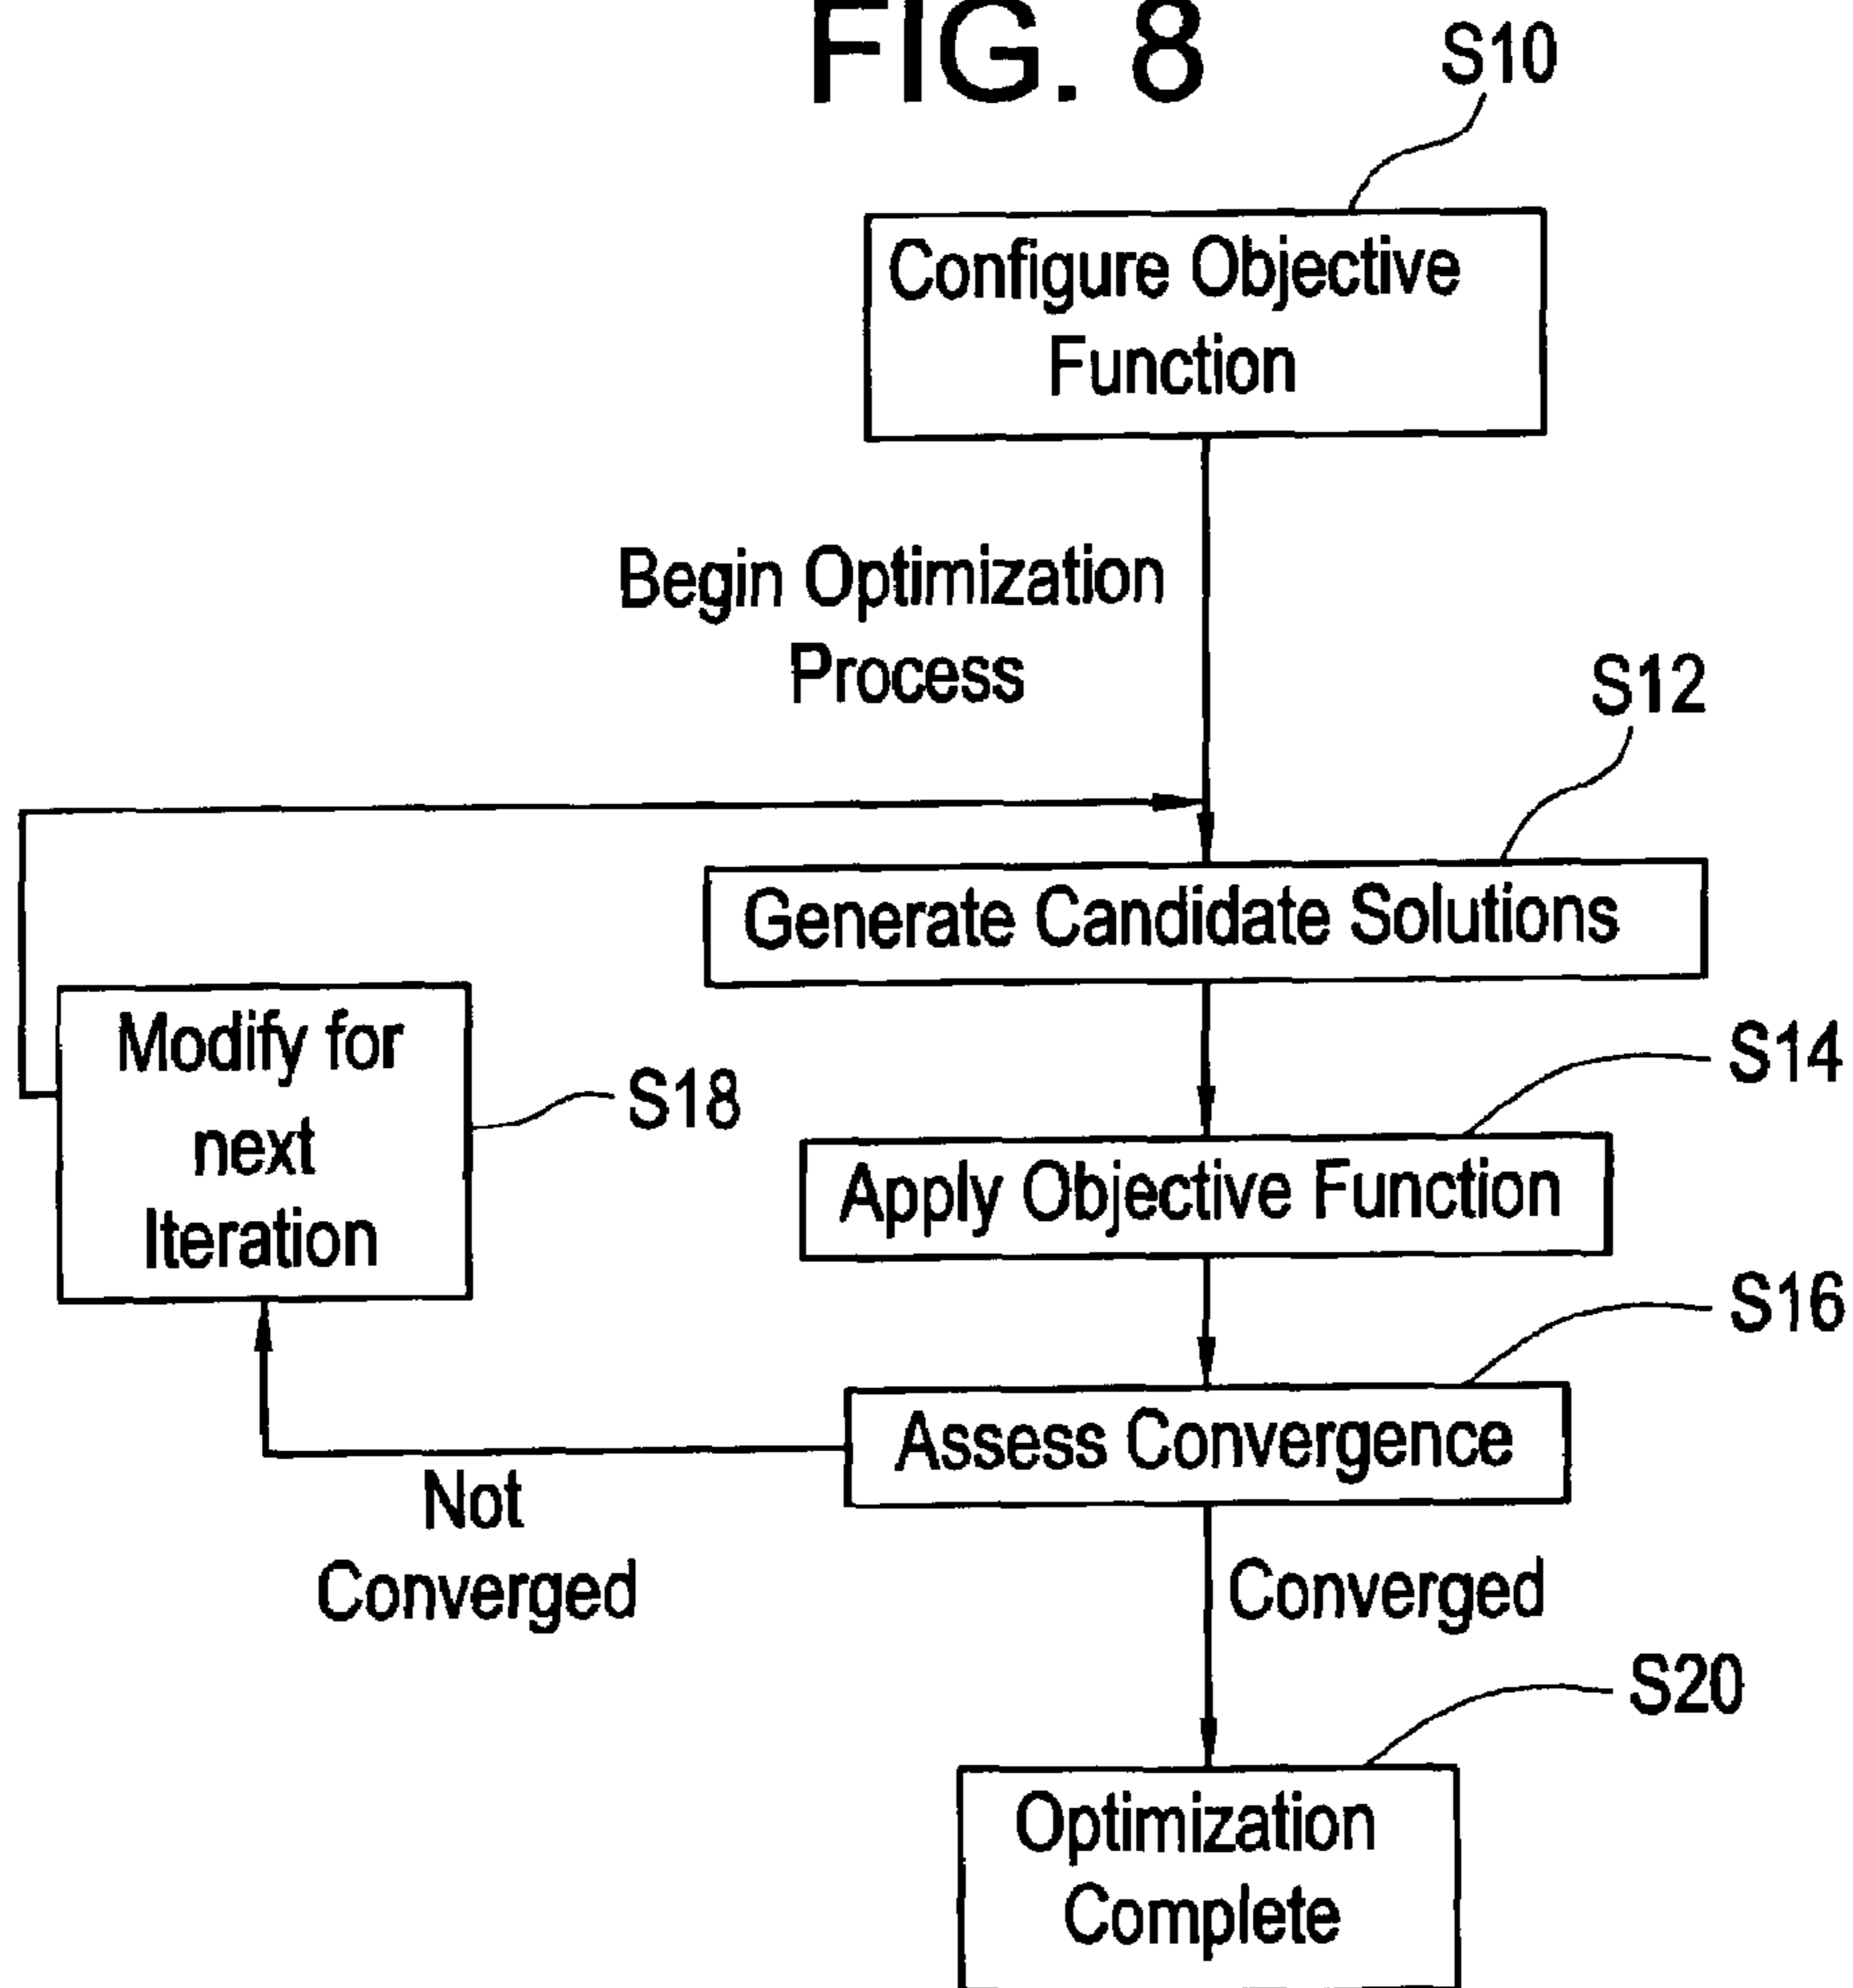 FIG. 8
S10
Configure Objective
Function
Begin Optimization
Process
S12
Generate Candidate Solutions
Modify for
next
Iteration
S18
S14
Apply Objective Function
S16
Assess Convergence
Not
Converged
Converged
S20
Optimization
Complete